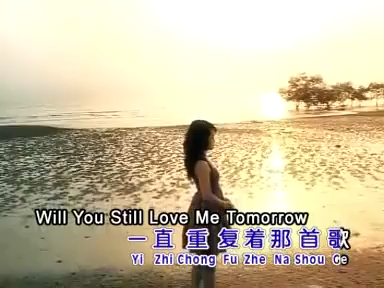 Will You Still Love Me Tomorrow
一直重复着那首歌
Yi Zhi Chong Fu Zhe Na Shou Ge